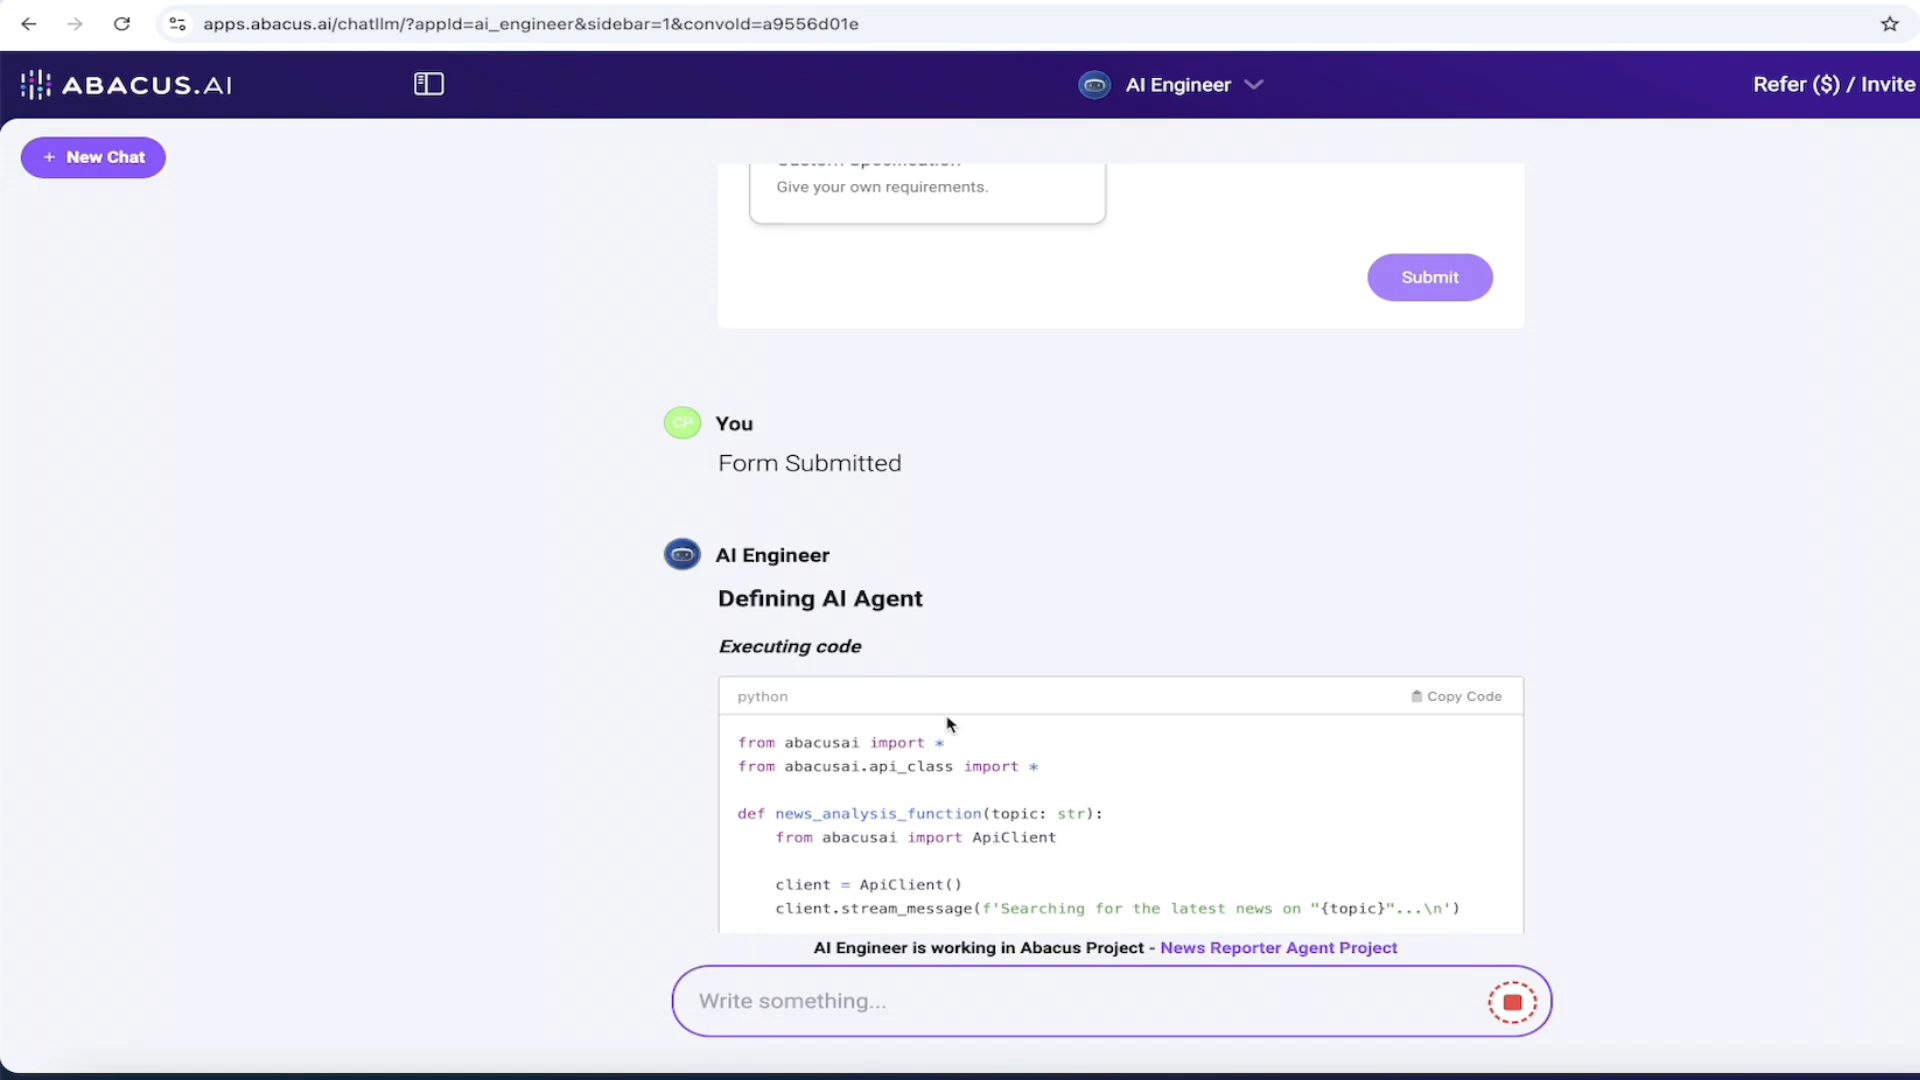 apps.abacus.ai/chatllm/?appId=ai_engineer&sidebar=1&convoId=a9556d01e
ABACUS.AI
AI Engineer
Refer ($) / Invite
+ New Chat
Custom Specification
Give your own requirements.
Submit
CP
You
Form Submitted
AI Engineer
Defining AI Agent
Executing code
python
Copy Code
from abacusai import *
from abacusai.api_class import *
def news_analysis_function(topic: str):
from abacusai import ApiClient
client = ApiClient()
client.stream_message(f'Searching for the latest news on "{topic}"...\n')
AI Engineer is working in Abacus Project - News Reporter Agent Project
Write something...